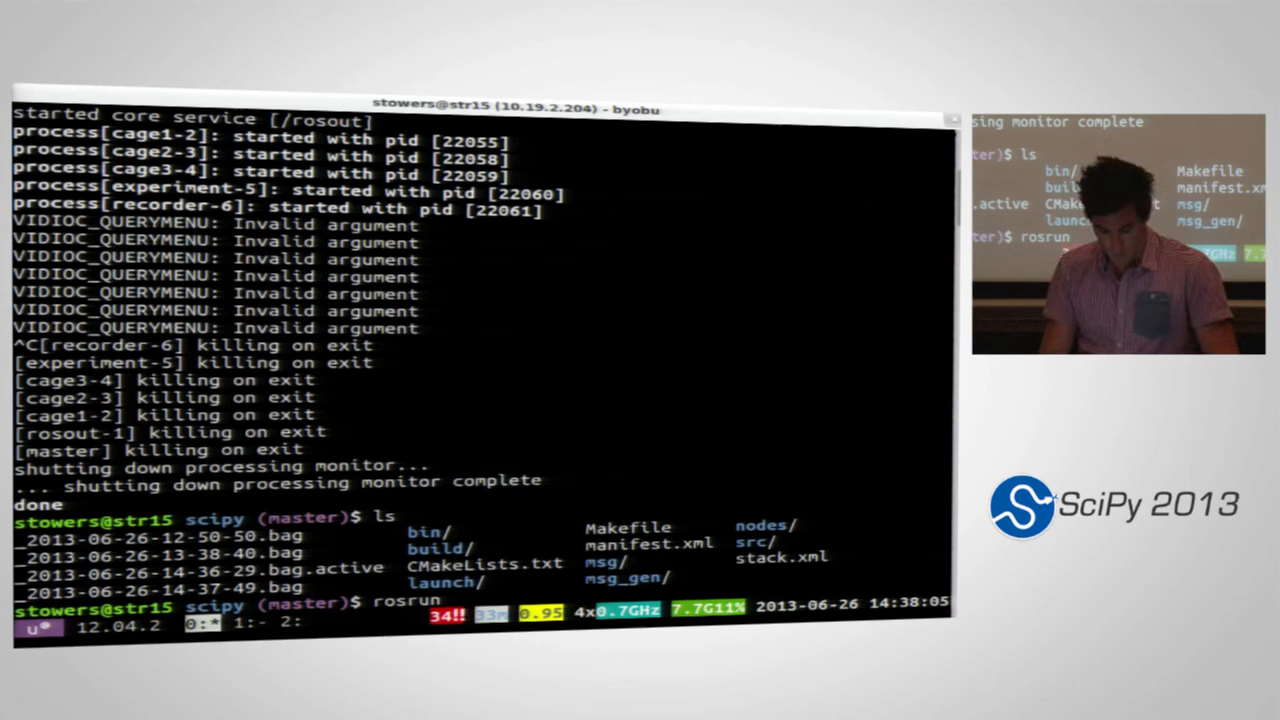 stowers@str15 (10.19.2.204) - byobu
started core service [/rosout]
process[cage1-2]: started with pid [22055]
process[cage2-3]: started with pid [22058]
process[cage3-4]: started with pid [22059]
process[experiment-5]: started with pid [22060]
process[recorder-6]: started with pid [22061]
VIDIOC_QUERYMENU: Invalid argument
VIDIOC_QUERYMENU: Invalid argument
VIDIOC_QUERYMENU: Invalid argument
VIDIOC_QUERYMENU: Invalid argument
VIDIOC_QUERYMENU: Invalid argument
VIDIOC_QUERYMENU: Invalid argument
VIDIOC_QUERYMENU: Invalid argument
^C[recorder-6] killing on exit
[experiment-5] killing on exit
[cage3-4] killing on exit
[cage2-3] killing on exit
[cage1-2] killing on exit
[rosout-1] killing on exit
[master] killing on exit
shutting down processing monitor...
... shutting down processing monitor complete
done
stowers@str15 scipy (master)$ ls
_2013-06-26-12-50-50.bag bin/ Makefile nodes/
_2013-06-26-13-38-40.bag build/ manifest.xml src/
_2013-06-26-14-36-29.bag.active CMakeLists.txt msg/ stack.xml
_2013-06-26-14-37-49.bag launch/ msg_gen/
stowers@str15 scipy (master)$ rosrun
u 12.04.2 0:* 1:- 2: 34!! 33m 0.95 4x0.7GHz 7.7G11% 2013-06-26 14:38:05
sing monitor complete
ter)$ ls
bin/ Makefile
buil manifest.xm
.active CMake t msg/
launch msg_gen/
ter)$ rosrun
GHz 7.7
SciPy 2013